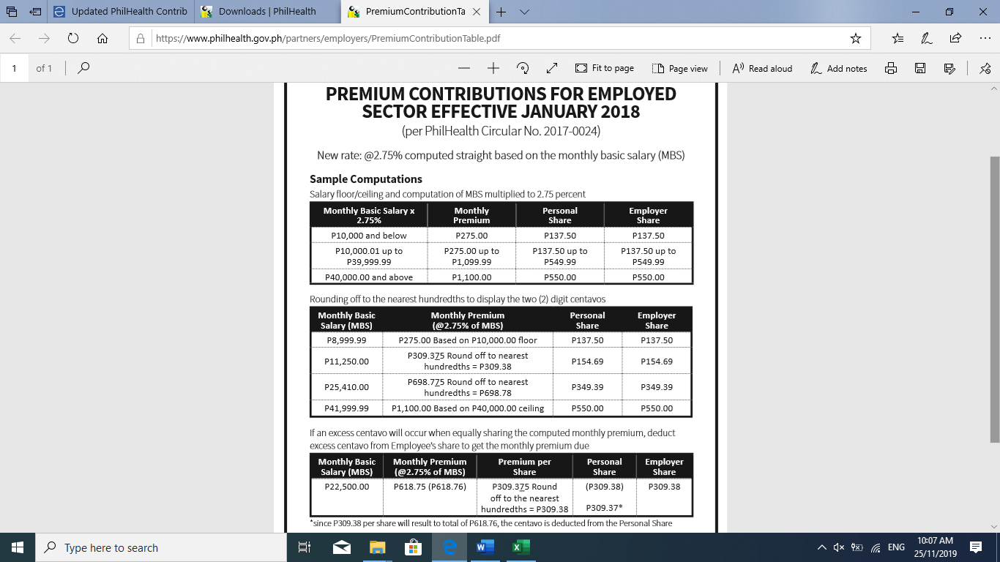 Updated PhilHealth Contrib
Downloads | PhilHealth
PremiumContributionTa
https://www.philhealth.gov.ph/partners/employers/PremiumContributionTable.pdf
1 of 1
Fit to page
Page view
Read aloud
Add notes
PREMIUM CONTRIBUTIONS FOR EMPLOYED
SECTOR EFFECTIVE JANUARY 2018
(per PhilHealth Circular No. 2017-0024)
New rate: @2.75% computed straight based on the monthly basic salary (MBS)
Sample Computations
Salary floor/ceiling and computation of MBS multiplied to 2.75 percent
Monthly Basic Salary x Monthly Personal Employer
2.75% Premium Share Share
P10,000 and below P275.00 P137.50 P137.50
P10,000.01 up to P275.00 up to P137.50 up to P137.50 up to
P39,999.99 P1,099.99 P549.99 P549.99
P40,000.00 and above P1,100.00 P550.00 P550.00
Rounding off to the nearest hundredths to display the two (2) digit centavos
Monthly Basic Monthly Premium Personal Employer
Salary (MBS) (@2.75% of MBS) Share Share
P8,999.99 P275.00 Based on P10,000.00 floor P137.50 P137.50
P11,250.00 P309.375 Round off to nearest P154.69 P154.69
hundredths = P309.38
P25,410.00 P698.775 Round off to nearest P349.39 P349.39
hundredths = P698.78
P41,999.99 P1,100.00 Based on P40,000.00 ceiling P550.00 P550.00
If an excess centavo will occur when equally sharing the computed monthly premium, deduct
excess centavo from Employee's share to get the monthly premium due
Monthly Basic Monthly Premium Premium per Personal Employer
Salary (MBS) (@2.75% of MBS) Share Share Share
P22,500.00 P618.75 (P618.76) P309.375 Round (P309.38) P309.38
off to the nearest
hundredths = P309.38 P309.37*
*since P309.38 per share will result to total of P618.76, the centavo is deducted from the Personal Share
Type here to search
ENG
10:07 AM
25/11/2019